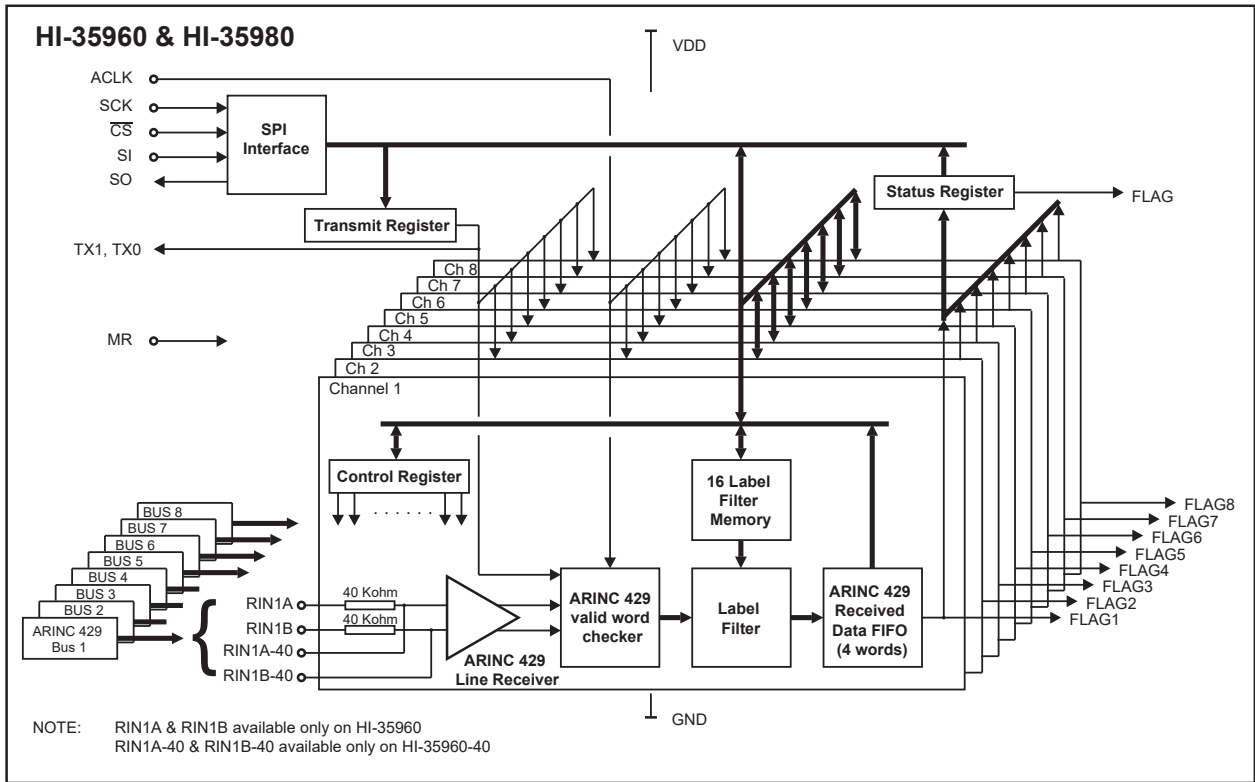 HI-35960 & HI-35980
VDD
ACLK
SCK
CS
SI
SO
SPI
Interface
Transmit Register
TX1, TX0
Status Register
FLAG
MR
Ch 8
Ch 7
Ch 6
Ch 5
Ch 4
Ch 3
Ch 2
Channel 1
Control Register
. . . . . .
16 Label
Filter
Memory
BUS 8
BUS 7
BUS 6
BUS 5
BUS 4
BUS 3
BUS 2
ARINC 429
Bus 1
{
RIN1A
RIN1B
RIN1A-40
RIN1B-40
40 Kohm
40 Kohm
ARINC 429
Line Receiver
ARINC 429
valid word
checker
Label
Filter
ARINC 429
Received
Data FIFO
(4 words)
FLAG8
FLAG7
FLAG6
FLAG5
FLAG4
FLAG3
FLAG2
FLAG1
GND
NOTE: RIN1A & RIN1B available only on HI-35960
RIN1A-40 & RIN1B-40 available only on HI-35960-40